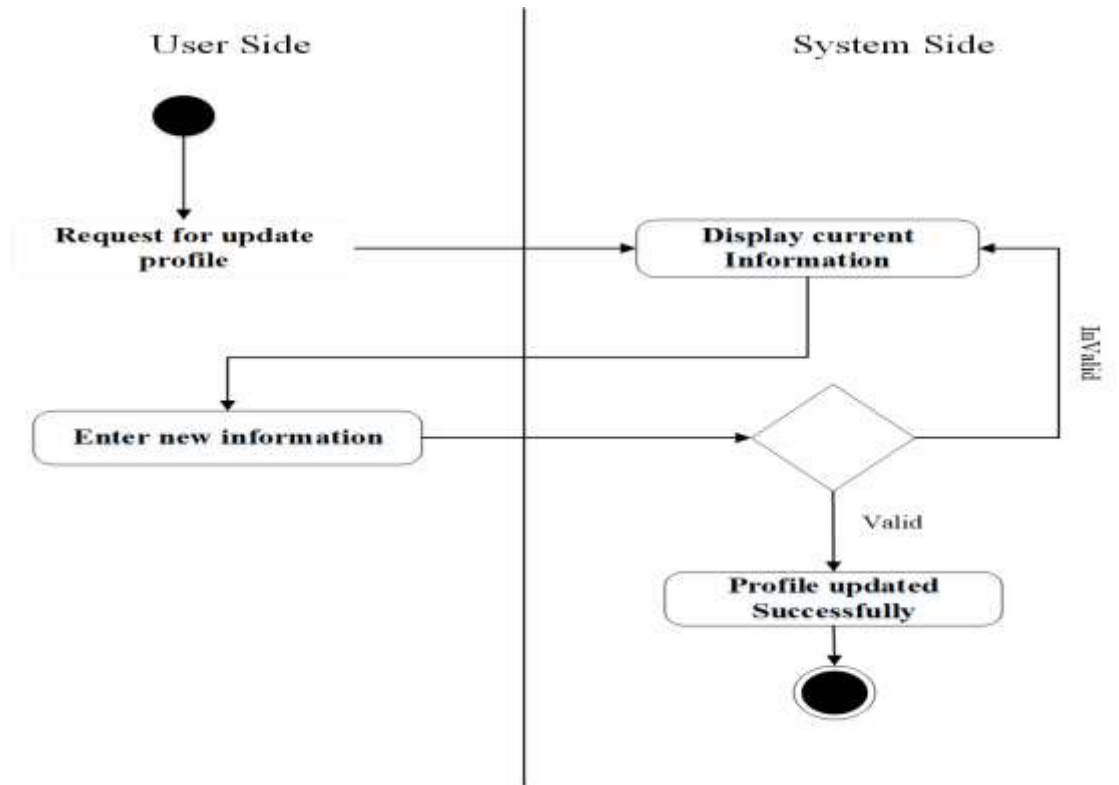 User Side
System Side
Request for update
profile
Display current
Information
InValid
Enter new information
Valid
Profile updated
Successfully